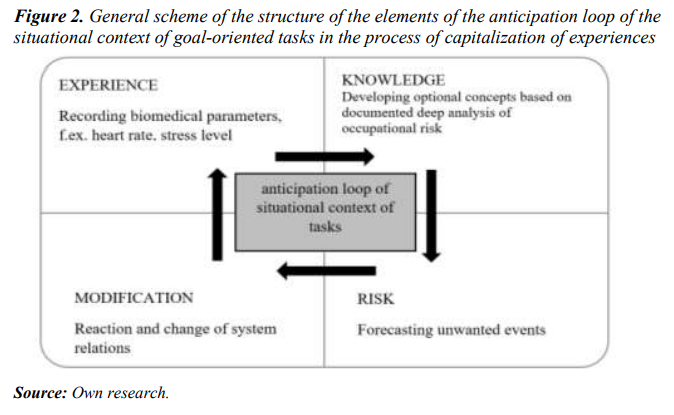 Figure 2. General scheme of the structure of the elements of the anticipation loop of the
situational context of goal-oriented tasks in the process of capitalization of experiences
EXPERIENCE
Recording biomedical parameters,
f.ex. heart rate, stress level
KNOWLEDGE
Developing optional concepts based on
documented deep analysis of
occupational risk
anticipation loop of
situational context of
tasks
MODIFICATION
Reaction and change of system
relations
RISK
Forecasting unwanted events
Source: Own research.